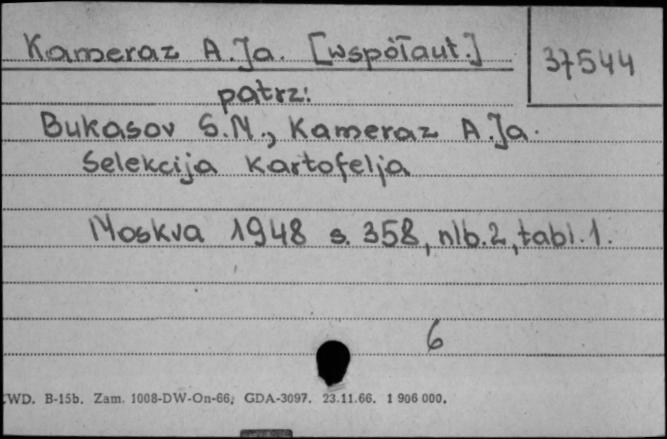 Kameraz A.Ja. [współaut.]
37544
patrz:
Bukasov S.M., Kameraz A.Ja.
Selekcija kartofelja
Moskva 1948 s. 358, nlb. 2, tabl. 1.
6
WD. B-15b. Zam. 1008-DW-On-66, GDA-3097. 23.11.66. 1 906 000.